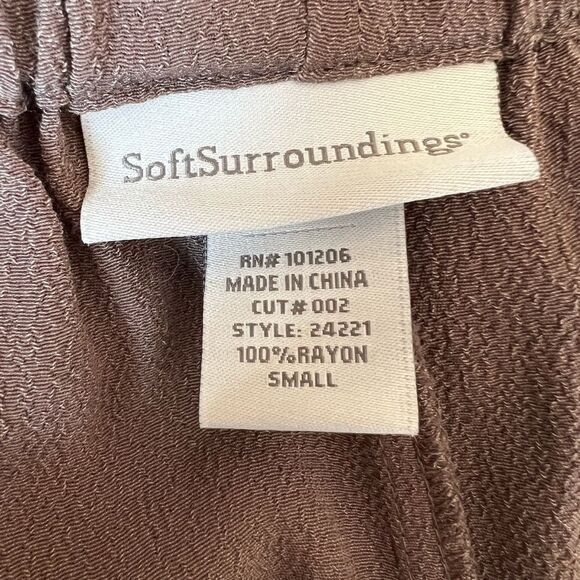 SoftSurroundings®
RN# 101206
MADE IN CHINA
CUT# 002
STYLE: 24221
100%RAYON
SMALL